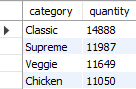 category quantity
Classic 14888
Supreme 11987
Veggie 11649
Chicken 11050